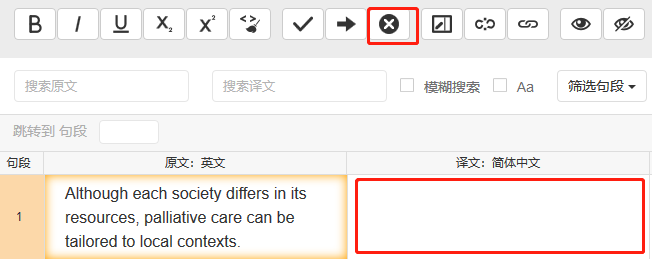 B I U X₂ X² </>
搜索原文 搜索译文 模糊搜索 Aa 筛选句段
跳转到 句段
句段 原文：英文 译文：简体中文
1
Although each society differs in its
resources, palliative care can be
tailored to local contexts.